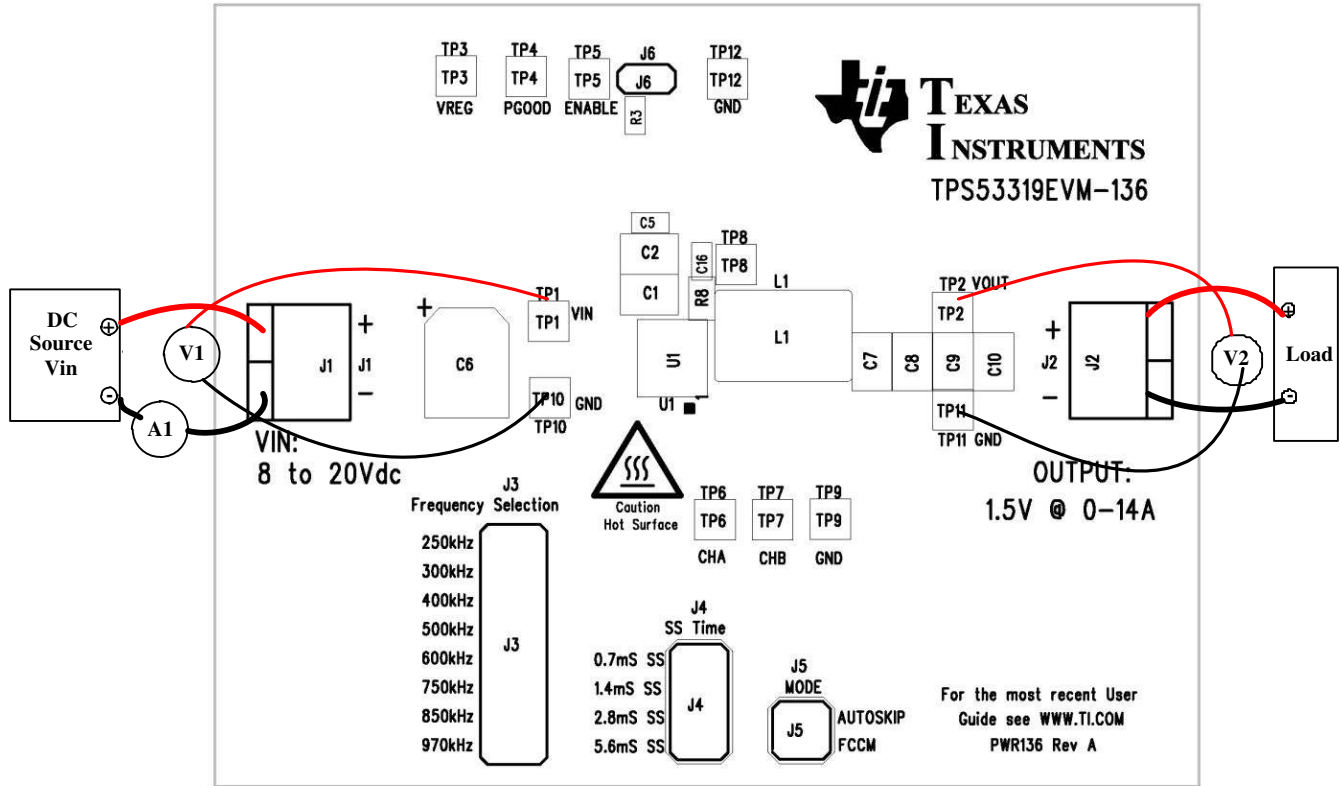 TP3 TP4 TP5 J6 TP12
TP3 TP4 TP5 J6 TP12
VREG PGOOD ENABLE R3 GND
TEXAS
INSTRUMENTS
TPS53319EVM-136
C5
C2
C16
TP8
TP8
C1
R8
L1
L1
U1
U1
1
DC
Source
Vin
+
-
V1
A1
J1
J1
+
-
VIN:
8 to 20Vdc
+
C6
TP1
TP1
VIN
TP10
GND
TP10
C7
C8
C9
C10
TP2 VOUT
TP2
TP11
TP11 GND
+
J2
-
J2
V2
Load
+
-
OUTPUT:
1.5V @ 0-14A
Caution
Hot Surface
TP6 TP7 TP9
TP6 TP7 TP9
CHA CHB GND
J3
Frequency Selection
250kHz
300kHz
400kHz
500kHz
600kHz
750kHz
850kHz
970kHz
J3
J4
SS Time
0.7mS SS
1.4mS SS
2.8mS SS
5.6mS SS
J4
J5
MODE
J5
AUTOSKIP
FCCM
For the most recent User
Guide see WWW.TI.COM
PWR136 Rev A